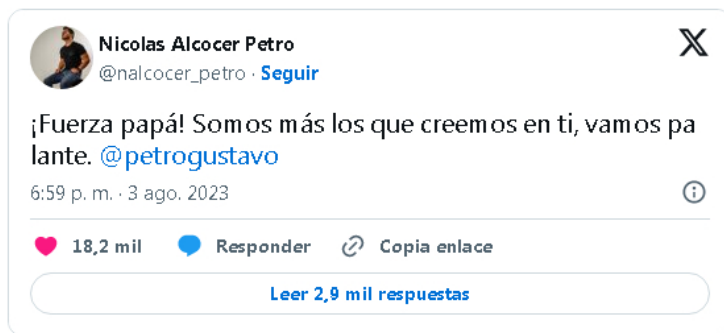 Nicolas Alcocer Petro
@nalcocer_petro · Seguir
¡Fuerza papá! Somos más los que creemos en ti, vamos pa
lante. @petrogustavo
6:59 p. m. · 3 ago. 2023
18,2 mil Responder Copia enlace
Leer 2,9 mil respuestas